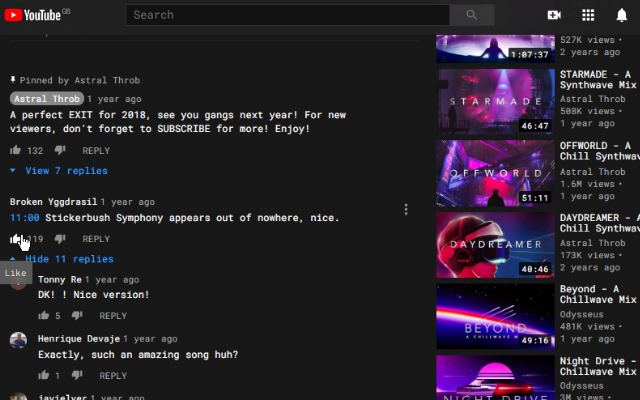 YouTube GB
Search
Pinned by Astral Throb
Astral Throb 1 year ago
A perfect EXIT for 2018, see you gangs next year! For new
viewers, don't forget to SUBSCRIBE for more! Enjoy!
132 REPLY
View 7 replies
Broken Yggdrasil 1 year ago
11:00 Stickerbush Symphony appears out of nowhere, nice.
119 REPLY
Hide 11 replies
Like
Tonny Re 1 year ago
DK! ! Nice version!
5 REPLY
Henrique Devaje 1 year ago
Exactly, such an amazing song huh?
1 REPLY
javielver 1 year ago
1:07:37
527K views •
2 years ago
STARMADE
46:47
STARMADE - A
Synthwave Mix
Astral Throb
508K views •
1 year ago
OFFWORLD
51:11
OFFWORLD - A
Chill Synthwav
Astral Throb
1.6M views •
1 year ago
DAYDREAMER
40:46
DAYDREAMER - A
Chill Synthwav
Astral Throb
173K views •
2 years ago
BEYOND
A CHILLWAVE MIX
49:16
Beyond - A
Chillwave Mix
Odysseus
481K views •
1 year ago
NIGHT DRIVE
Night Drive -
Chillwave Mix
Odysseus
3M views •